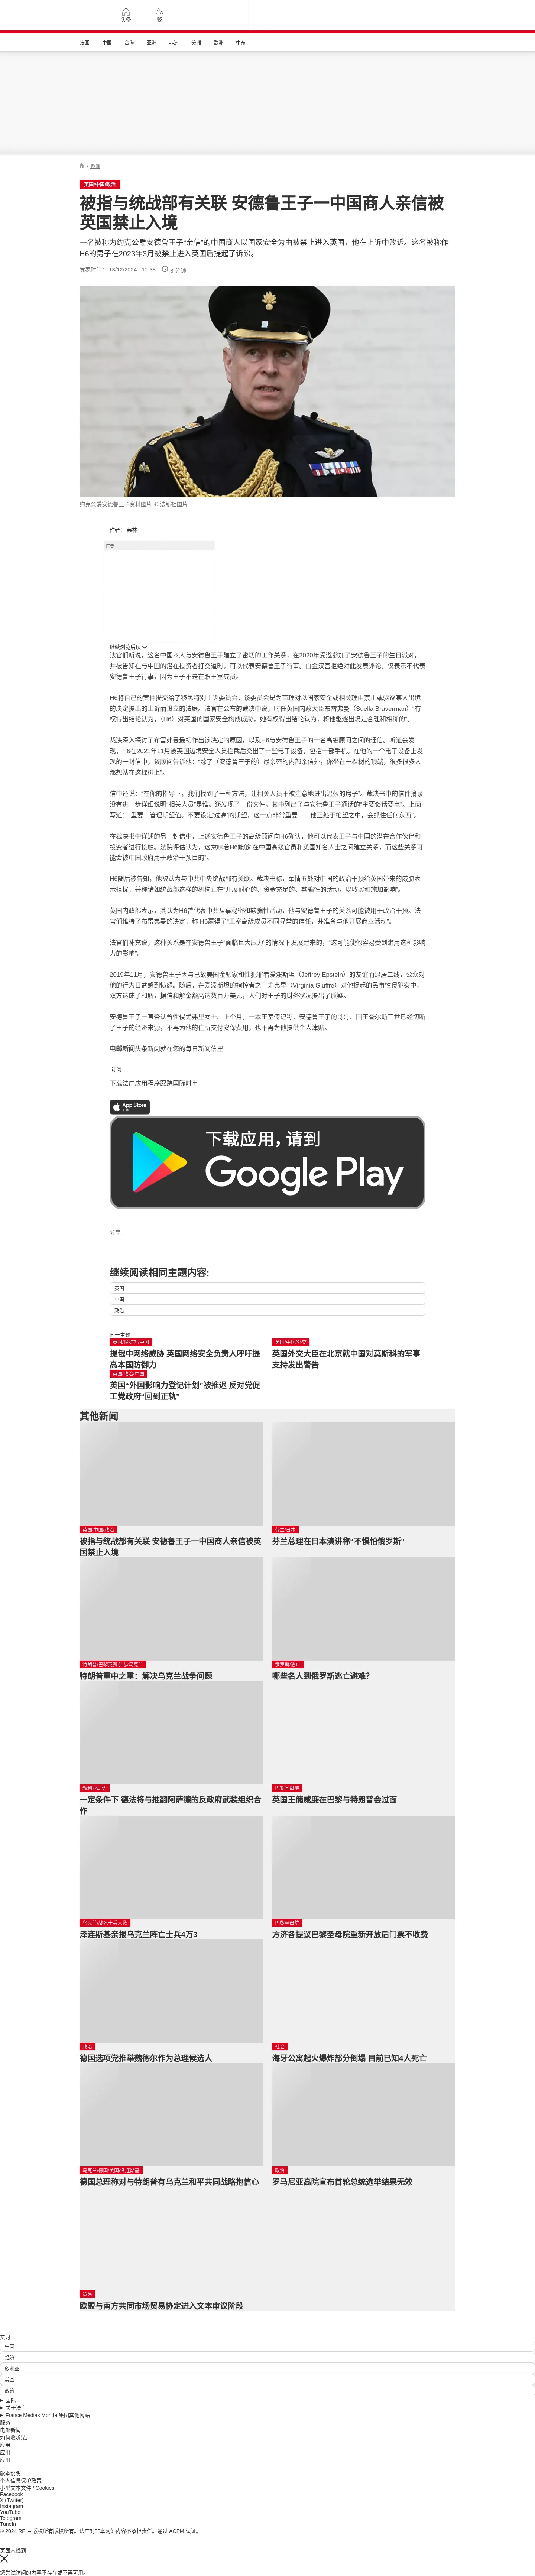 头条
繁
法国
中国
台海
亚洲
非洲
美洲
欧洲
中东
/ 欧洲
英国/中国/政治
被指与统战部有关联 安德鲁王子一中国商人亲信被
英国禁止入境
一名被称为约克公爵安德鲁王子“亲信”的中国商人以国家安全为由被禁止进入英国，他在上诉中败诉。这名被称作
H6的男子在2023年3月被禁止进入英国后提起了诉讼。
发表时间： 13/12/2024 - 12:38
8 分钟
约克公爵安德鲁王子资料图片 © 法新社图片
作者： 弗林
广告
继续浏览后续
法官们听说，这名中国商人与安德鲁王子建立了密切的工作关系，在2020年受邀参加了安德鲁王子的生日派对，
并被告知在与中国的潜在投资者打交道时，可以代表安德鲁王子行事。白金汉宫拒绝对此发表评论，仅表示不代表
安德鲁王子行事，因为王子不是在职王室成员。
H6将自己的案件提交给了移民特别上诉委员会，该委员会是为审理对以国家安全或相关理由禁止或驱逐某人出境
的决定提出的上诉而设立的法庭。法官在公布的裁决中说，时任英国内政大臣布雷弗曼（Suella Braverman）“有
权得出结论认为，（H6）对英国的国家安全构成威胁，她有权得出结论认为，将他驱逐出境是合理和相称的”。
裁决深入探讨了布雷弗曼最初作出该决定的原因，以及H6与安德鲁王子的一名高级顾问之间的通信。听证会发
现，H6在2021年11月被英国边境安全人员拦截后交出了一些电子设备，包括一部手机。在他的一个电子设备上发
现的一封信中，该顾问告诉他：“除了（安德鲁王子的）最亲密的内部亲信外，你坐在一棵树的顶端，很多很多人
都想站在这棵树上”。
信中还说：“在你的指导下，我们找到了一种方法，让相关人员不被注意地进出温莎的房子”。裁决书中的信件摘录
没有进一步详细说明“相关人员”是谁。还发现了一份文件，其中列出了与安德鲁王子通话的“主要谈话要点”。上面
写道：“重要：管理期望值。不要设定‘过高’的期望，这一点非常重要——他正处于绝望之中，会抓住任何东西”。
在裁决书中详述的另一封信中，上述安德鲁王子的高级顾问向H6确认，他可以代表王子与中国的潜在合作伙伴和
投资者进行接触。法院评估认为，这意味着H6能够“在中国高级官员和英国知名人士之间建立关系，而这些关系可
能会被中国政府用于政治干预目的”。
H6随后被告知，他被认为与中共中央统战部有关联。裁决书称，军情五处对中国的政治干预给英国带来的威胁表
示担忧，并称诸如统战部这样的机构正在“开展耐心的、资金充足的、欺骗性的活动，以收买和施加影响”。
英国内政部表示，其认为H6曾代表中共从事秘密和欺骗性活动，他与安德鲁王子的关系可能被用于政治干预。法
官们维持了布雷弗曼的决定，称 H6赢得了“王室高级成员不同寻常的信任，并准备与他开展商业活动”。
法官们补充说，这种关系是在安德鲁王子“面临巨大压力”的情况下发展起来的，“这可能使他容易受到滥用这种影响
力的影响”。
2019年11月，安德鲁王子因与已故美国金融家和性犯罪者爱泼斯坦（Jeffrey Epstein）的友谊而退居二线，公众对
他的行为日益感到愤怒。随后，在爱泼斯坦的指控者之一尤弗里（Virginia Giuffre）对他提起的民事性侵犯案中，
双方达成了和解，据信和解金额高达数百万美元，人们对王子的财务状况提出了质疑。
安德鲁王子一直否认曾性侵尤弗里女士。上个月，一本王室传记称，安德鲁王子的哥哥、国王查尔斯三世已经切断
了王子的经济来源，不再为他的住所支付安保费用，也不再为他提供个人津贴。
电邮新闻头条新闻就在您的每日新闻信里
订阅
下载法广应用程序跟踪国际时事
App Store
下载
下载应用，请到
Google Play
分享 :
继续阅读相同主题内容:
英国
中国
政治
同一主题
英国/俄罗斯/中国
提俄中网络威胁 英国网络安全负责人呼吁提
高本国防御力
英国/中国/外交
英国外交大臣在北京就中国对莫斯科的军事
支持发出警告
英国/政治/中国
英国“外国影响力登记计划”被推迟 反对党促
工党政府“回到正轨”
其他新闻
英国/中国/政治
被指与统战部有关联 安德鲁王子一中国商人亲信被英
国禁止入境
芬兰/日本
芬兰总理在日本演讲称“不惧怕俄罗斯”
特朗普/巴黎竞赛杂志/乌克兰
特朗普重中之重：解决乌克兰战争问题
俄罗斯/逃亡
哪些名人到俄罗斯逃亡避难？
叙利亚局势
一定条件下 德法将与推翻阿萨德的反政府武装组织合
作
巴黎圣母院
英国王储威廉在巴黎与特朗普会过面
乌克兰/战死士兵人数
泽连斯基亲报乌克兰阵亡士兵4万3
巴黎圣母院
方济各提议巴黎圣母院重新开放后门票不收费
政治
德国选项党推举魏德尔作为总理候选人
社会
海牙公寓起火爆炸部分倒塌 目前已知4人死亡
乌克兰/德国/美国/泽连斯基
德国总理称对与特朗普有乌克兰和平共同战略抱信心
政治
罗马尼亚高院宣布首轮总统选举结果无效
贸易
欧盟与南方共同市场贸易协定进入文本审议阶段
实时
中国
经济
叙利亚
美国
政治
国际
关于法广
France Médias Monde 集团其他网站
服务
电邮新闻
如何收听法广
应用
应用
应用
版本说明
个人信息保护政策
小型文本文件 / Cookies
Facebook
X (Twitter)
Instagram
YouTube
Telegram
TuneIn
© 2024 RFI – 版权所有版权所有。法广对非本网站内容不承担责任。通过 ACPM 认证。
页面未找到
您尝试访问的内容不存在或不再可用。